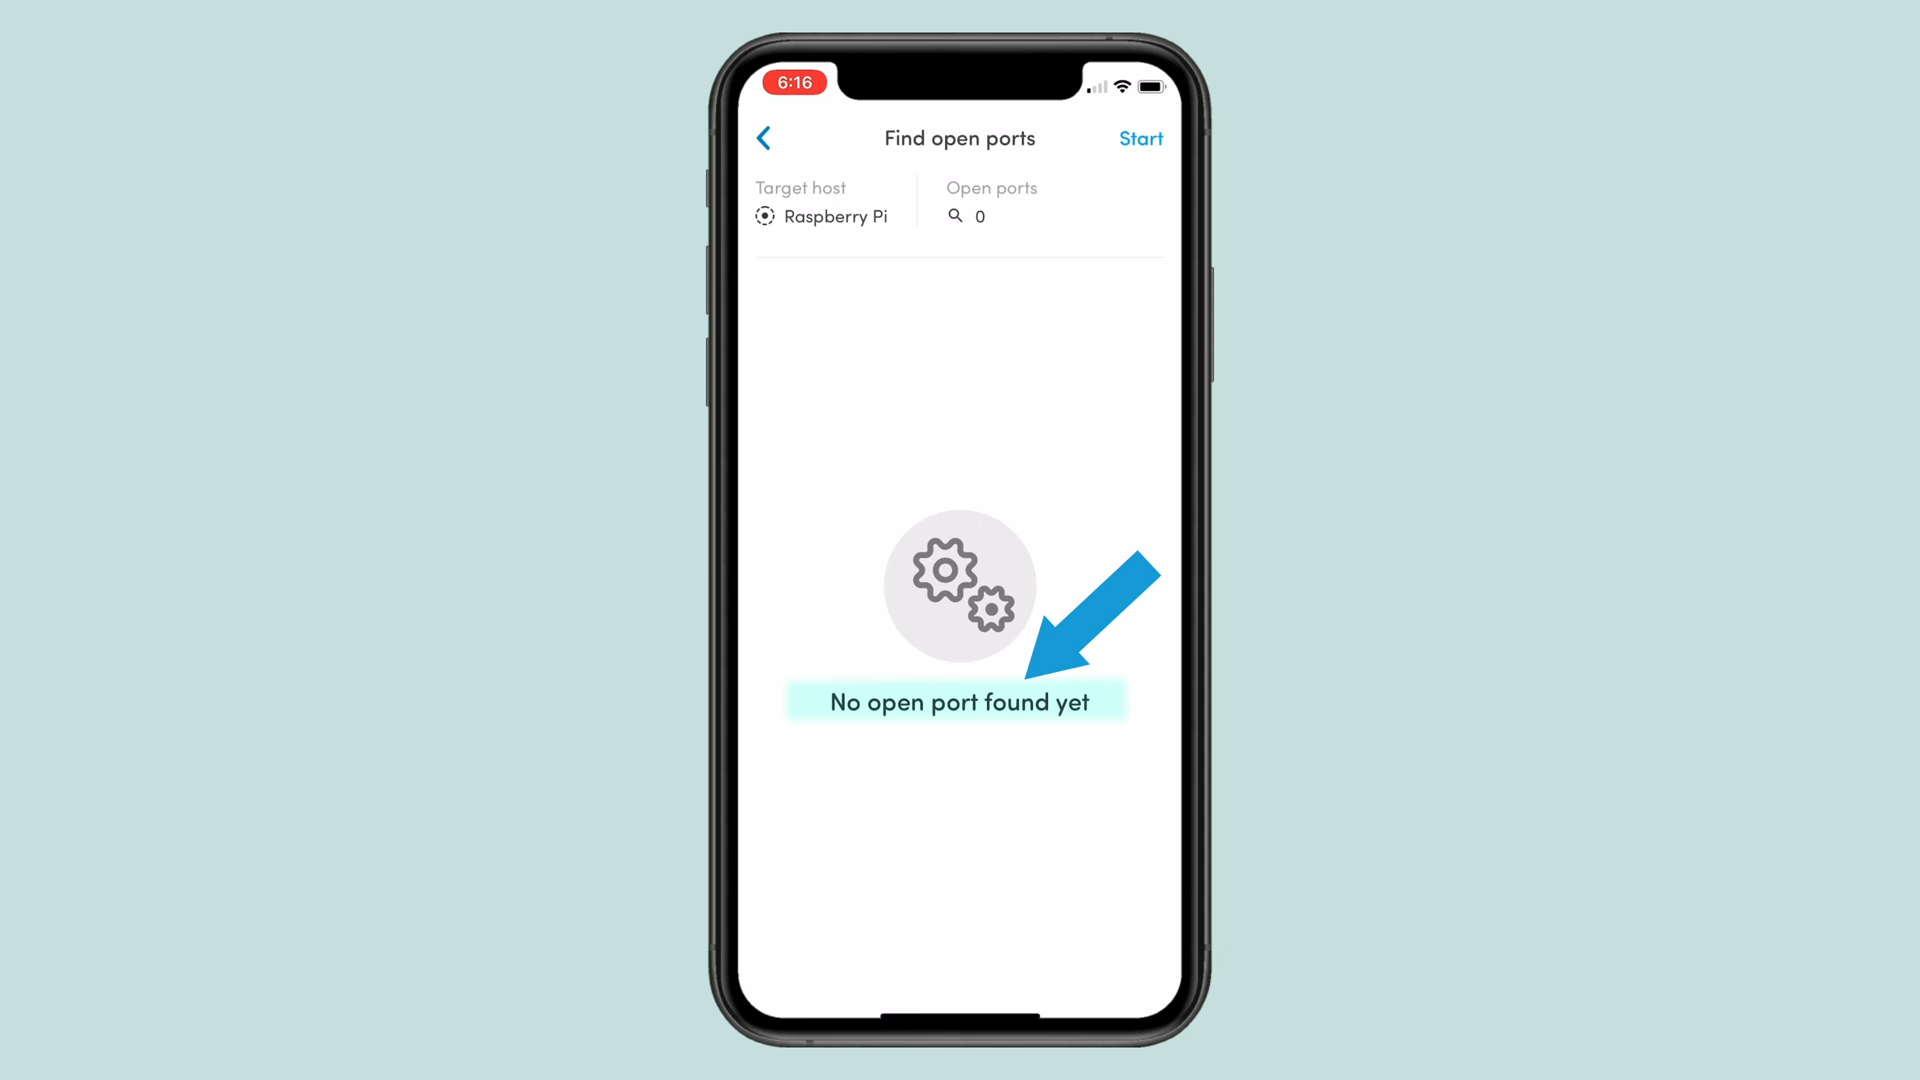 6:16
Find open ports
Start
Target host
Open ports
Raspberry Pi
0
No open port found yet